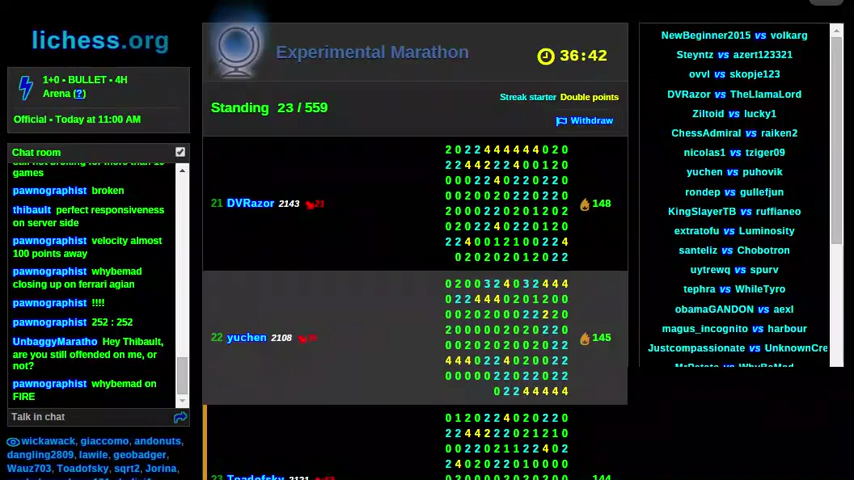 lichess.org
1+0 • BULLET • 4H
Arena (?)
Official • Today at 11:00 AM
Chat room
games
pawnographist broken
thibault perfect responsiveness
on server side
pawnographist velocity almost
100 points away
pawnographist whybemad
closing up on ferrari agian
pawnographist !!!!
pawnographist 252 : 252
UnbaggyMaratho Hey Thibault,
are you still offended on me, or
not?
pawnographist whybemad on
FIRE
Talk in chat
wickawack, giaccomo, andonuts,
dangling2809, lawile, geobadger,
Wauz703, Toadofsky, sqrt2, Jorina,
Experimental Marathon
36:42
Standing 23 / 559
Streak starter Double points
Withdraw
21 DVRazor 2143
2 0 2 2 4 4 4 4 4 4 0 2 0
2 2 4 4 2 2 2 4 0 0 1 2 0
0 0 0 2 2 4 0 2 2 0 2 2
0 0 2 0 0 2 0 2 2 0 2 0
2 0 0 0 2 2 0 2 0 1 2 0 2
0 0 0 2 2 4 0 2 2 0 2 0
2 2 4 0 0 1 2 1 0 0 2 2 4
0 2 0 2 0 2 0 1 2 0 2 2
148
22 yuchen 2108
0 2 0 0 3 2 4 0 3 2 4 4 4
0 2 2 4 4 4 0 2 0 1 2 0 0
0 0 2 0 2 0 0 0 2 2 2 2 0
2 0 0 0 0 0 2 0 0 0 2 2 0
2 0 2 0 0 2 0 2 0 0 0 2 2
4 4 4 0 2 2 4 0 2 0 0 2 2
0 0 0 0 0 2 2 0 2 2 0 2 2
0 2 2 4 4 4 4 4
145
23 Toadofsky 2121
0 1 2 0 2 2 4 0 2 0 2 2 0
2 2 4 4 2 2 0 2 1 2 1 0
0 0 2 2 0 2 1 1 2 2 4 0 2
2 4 0 2 2 0 2 1 0 0 0 0
144
NewBeginner2015 vs volkarg
Steyntz vs azert123321
ovvl vs skopje123
DVRazor vs TheLlamaLord
Ziltoid vs lucky1
ChessAdmiral vs raiken2
nicolas1 vs tziger09
yuchen vs puhovik
rondep vs gullefjun
KingSlayerTB vs ruffianeo
extratofu vs Luminosity
santeliz vs Chobotron
uytrewq vs spurv
tephra vs WhileTyro
obamaGANDON vs aexl
magus_incognito vs harbour
Justcompassionate vs UnknownCre